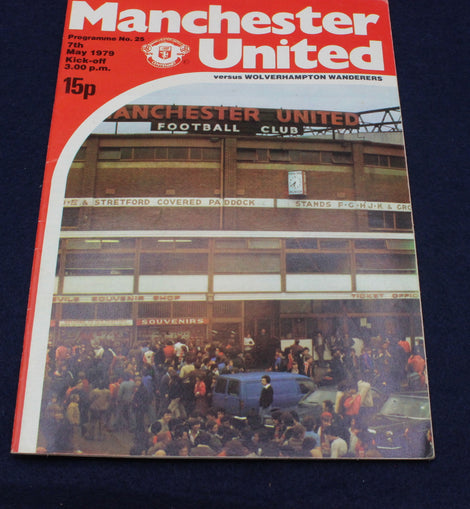 Manchester
United
Programme No. 25
7th
May 1979
Kick-off
3.00 p.m.
15p
versus WOLVERHAMPTON WANDERERS
MANCHESTER UNITED
FOOTBALL CLUB
& STRETFORD COVERED PADDOCK
STANDS F·G·H·J·K &
SOUVENIR SHOP
TICKET OFFICE
SOUVENIRS